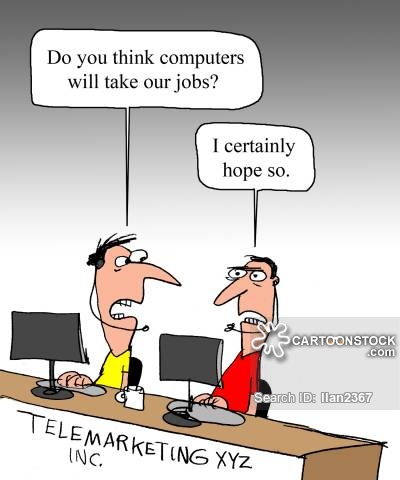 Do you think computers
will take our jobs?
I certainly
hope so.
CARTOONSTOCK
.com
Search ID: llan2367
TELEMARKETING XYZ
INC.